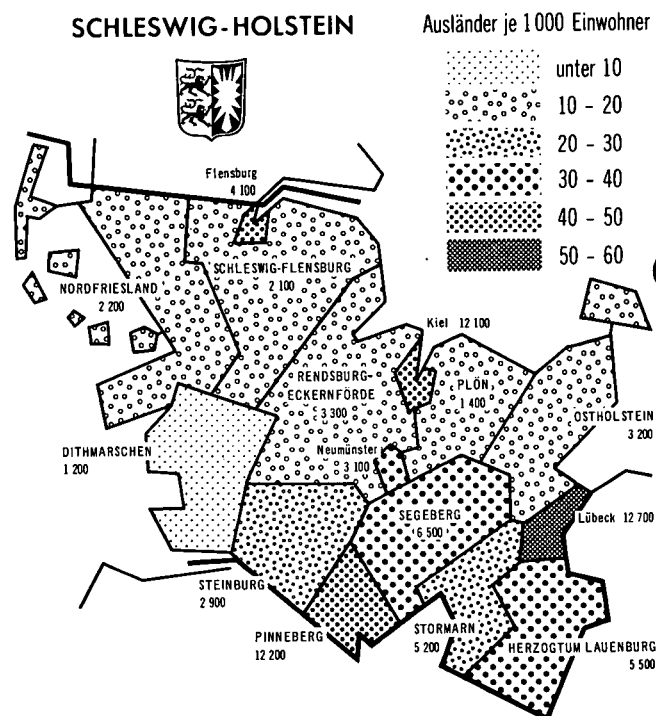 SCHLESWIG-HOLSTEIN
Ausländer je 1000 Einwohner
unter 10
10 - 20
20 - 30
30 - 40
40 - 50
50 - 60
Flensburg
4 100
NORDFRIESLAND
2 200
SCHLESWIG-FLENSBURG
2 100
Kiel 12 100
RENDSBURG-
ECKERNFÖRDE
3 300
PLÖN
1 400
OSTHOLSTEIN
3 200
DITHMARSCHEN
1 200
Neumünster
3 100
SEGEBERG
6 500
Lübeck 12 700
STEINBURG
2 900
PINNEBERG
12 200
STORMARN
5 200
HERZOGTUM LAUENBURG
5 500